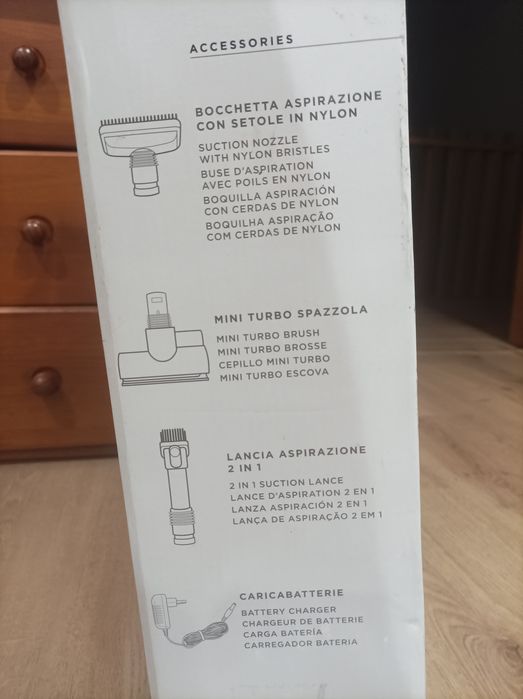 ACCESSORIES
BOCCHETTA ASPIRAZIONE
CON SETOLE IN NYLON
SUCTION NOZZLE
WITH NYLON BRISTLES
BUSE D'ASPIRATION
AVEC POILS EN NYLON
BOQUILLA ASPIRACIÓN
CON CERDAS DE NYLON
BOQUILHA ASPIRAÇÃO
COM CERDAS DE NYLON
MINI TURBO SPAZZOLA
MINI TURBO BRUSH
MINI TURBO BROSSE
CEPILLO MINI TURBO
MINI TURBO ESCOVA
LANCIA ASPIRAZIONE
2 IN 1
2 IN 1 SUCTION LANCE
LANCE D'ASPIRATION 2 EN 1
LANZA ASPIRACIÓN 2 EN 1
LANÇA DE ASPIRAÇÃO 2 EM 1
CARICABATTERIE
BATTERY CHARGER
CHARGEUR DE BATTERIE
CARGA BATERÍA
CARREGADOR BATERIA